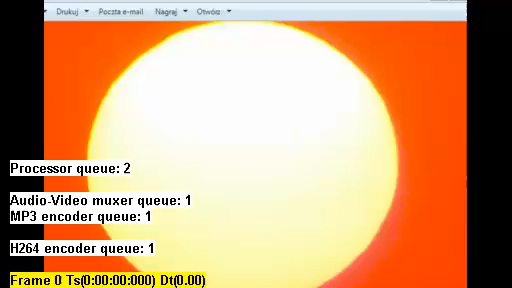 Drukuj Poczta e-mail Nagraj Otwórz
Processor queue: 2
Audio-Video muxer queue: 1
MP3 encoder queue: 1
H264 encoder queue: 1
Frame 0 Ts(0:00:00:000) Dt(0.00)